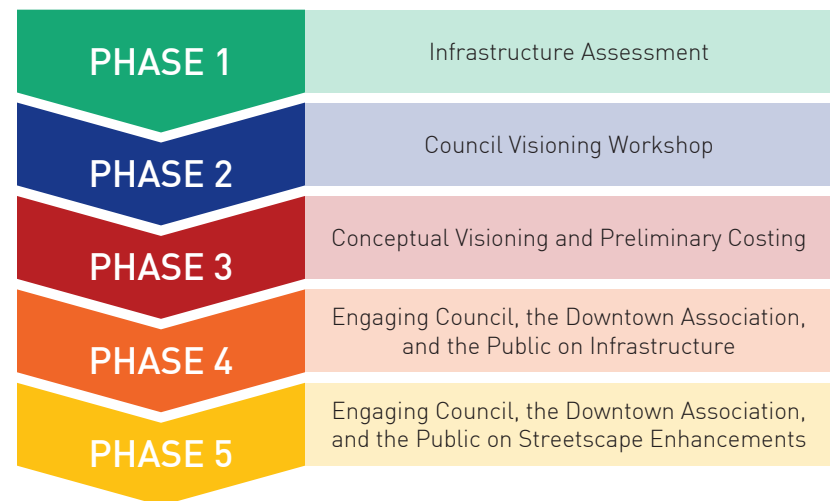 PHASE 1
Infrastructure Assessment
PHASE 2
Council Visioning Workshop
PHASE 3
Conceptual Visioning and Preliminary Costing
PHASE 4
Engaging Council, the Downtown Association,
and the Public on Infrastructure
PHASE 5
Engaging Council, the Downtown Association,
and the Public on Streetscape Enhancements